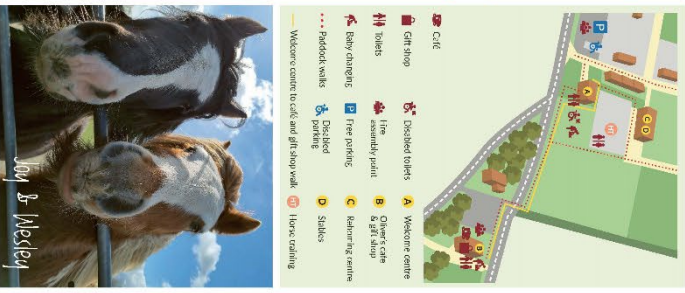 Café
Gift shop
Toilets
Baby changing
Paddock walks
Welcome centre to café and gift shop walk
Disabled toilets
Fire
assembly point
P Free parking
Disabled
parking
A Welcome centre
B Oliver's café
& gift shop
C Rehoming centre
D Stables
HT Horse training
P
A
C D
HT
B
Joy & Wesley